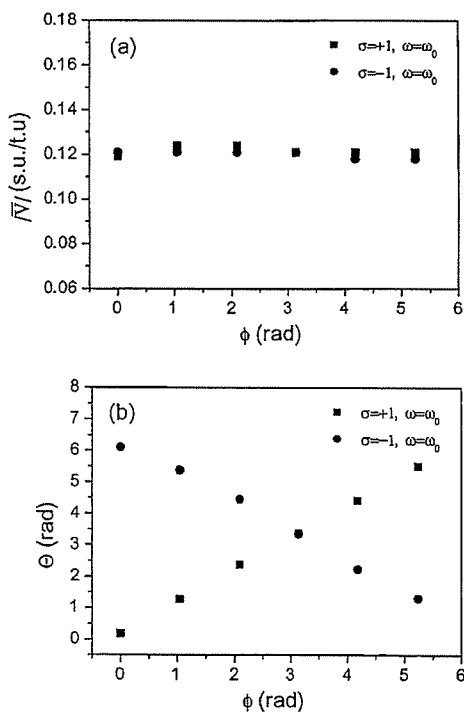 (a)
σ=+1, ω=ω₀
σ=−1, ω=ω₀
0.18
0.16
0.14
0.12
0.10
0.08
0.06
/V̅/ (s.u./t.u)
0 1 2 3 4 5 6
ϕ (rad)
(b)
σ=+1, ω=ω₀
σ=−1, ω=ω₀
8
7
6
5
4
3
2
1
0
Θ (rad)
0 1 2 3 4 5 6
ϕ (rad)